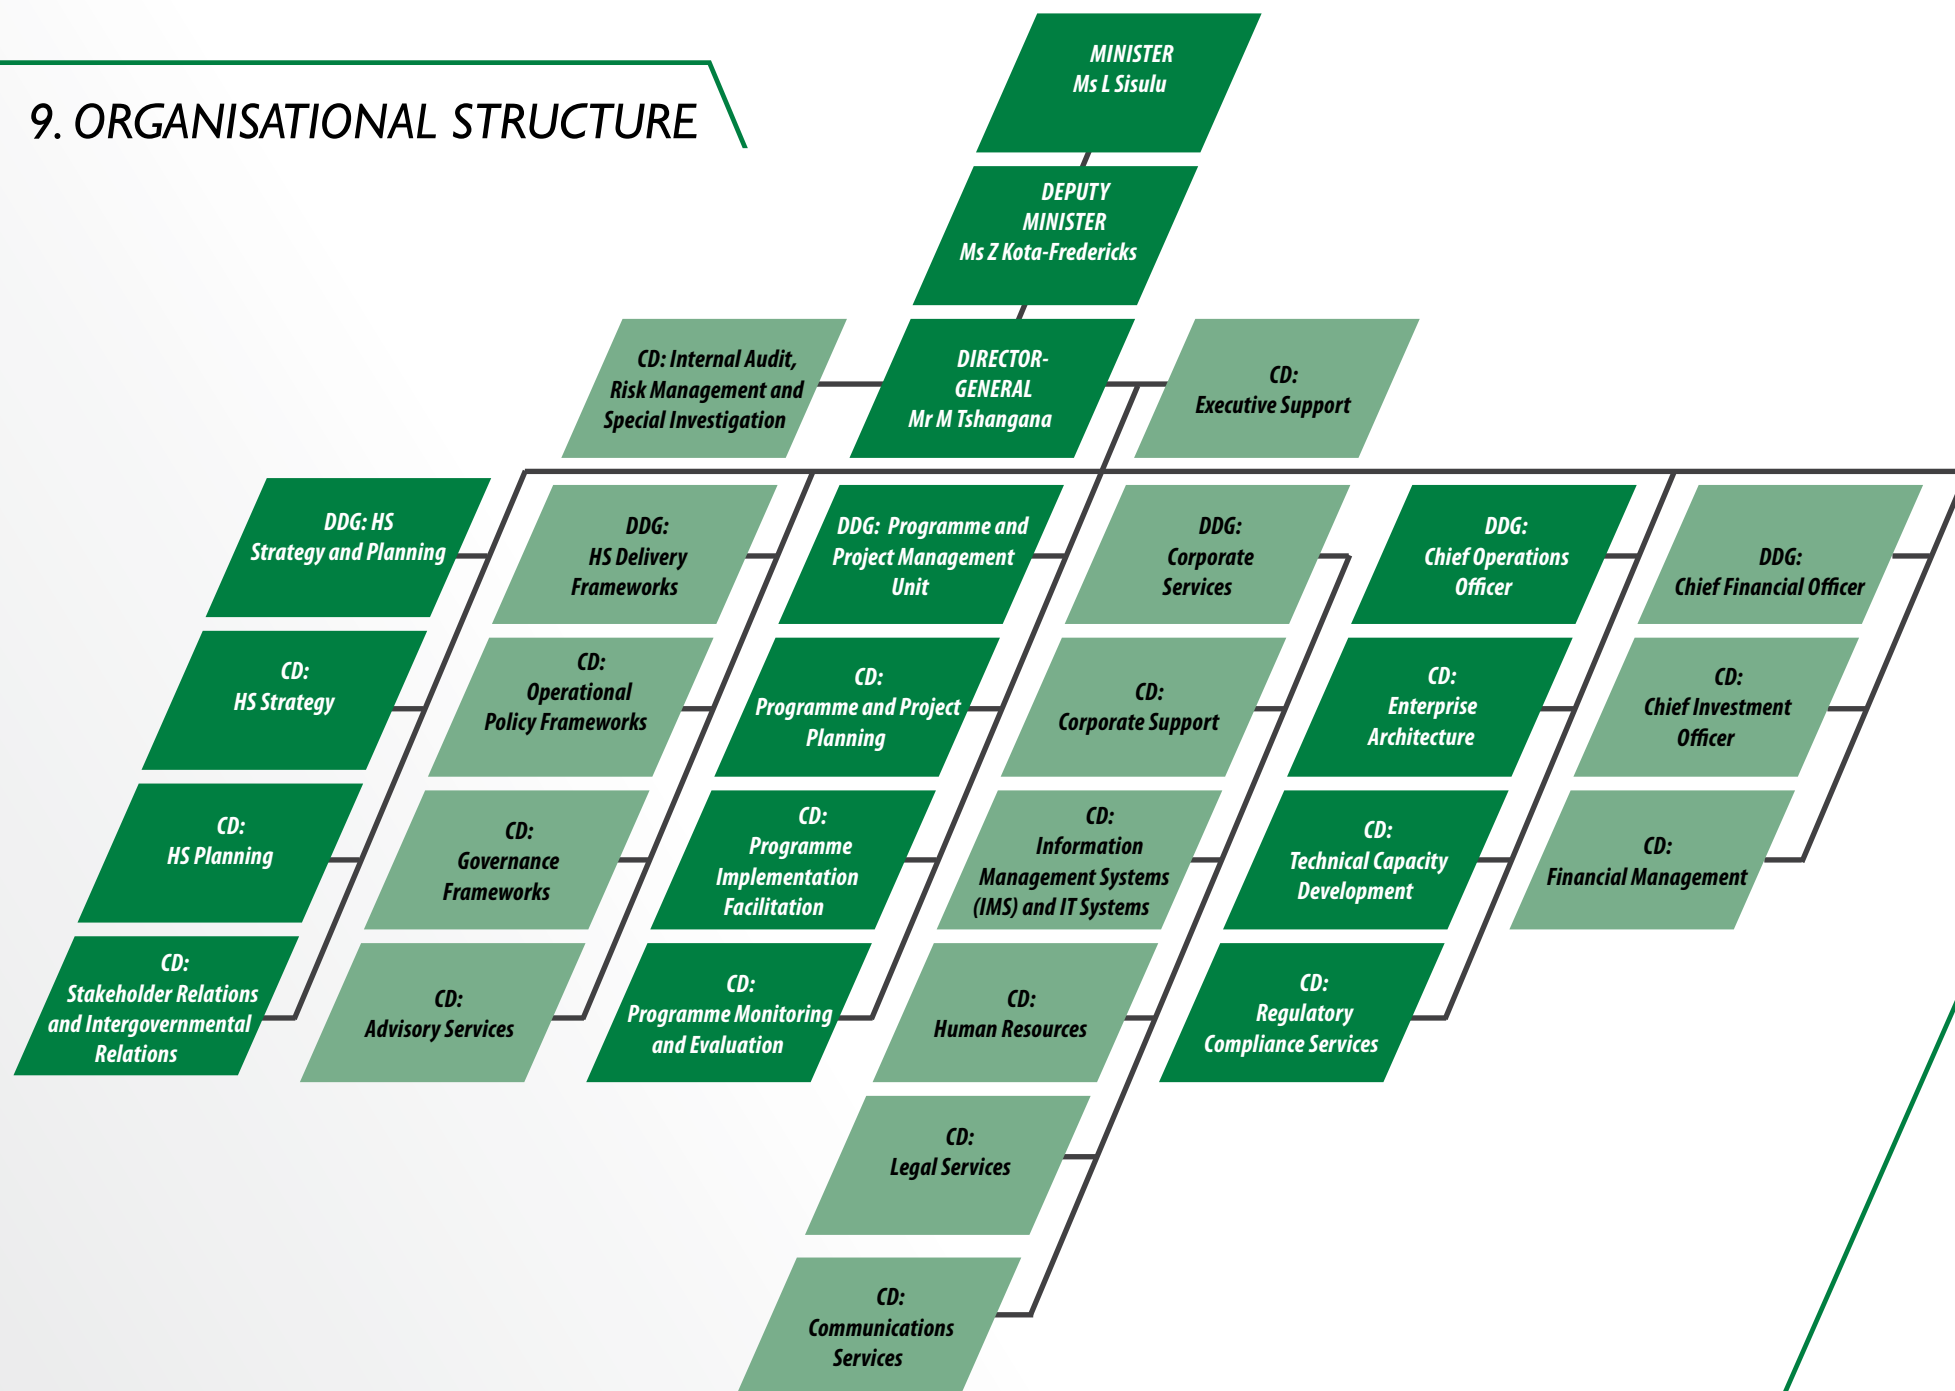 9. ORGANISATIONAL STRUCTURE
MINISTER
Ms L Sisulu
DEPUTY
MINISTER
Ms Z Kota-Fredericks
CD: Internal Audit,
Risk Management and
Special Investigation
DIRECTOR-
GENERAL
Mr M Tshangana
CD:
Executive Support
DDG: HS
Strategy and Planning
CD:
HS Strategy
CD:
HS Planning
CD:
Stakeholder Relations
and Intergovernmental
Relations
DDG:
HS Delivery
Frameworks
CD:
Operational
Policy Frameworks
CD:
Governance
Frameworks
CD:
Advisory Services
DDG: Programme and
Project Management
Unit
CD:
Programme and Project
Planning
CD:
Programme
Implementation
Facilitation
CD:
Programme Monitoring
and Evaluation
DDG:
Corporate
Services
CD:
Corporate Support
CD:
Information
Management Systems
(IMS) and IT Systems
CD:
Human Resources
CD:
Legal Services
CD:
Communications
Services
DDG:
Chief Operations
Officer
CD:
Enterprise
Architecture
CD:
Technical Capacity
Development
CD:
Regulatory
Compliance Services
DDG:
Chief Financial Officer
CD:
Chief Investment
Officer
CD:
Financial Management